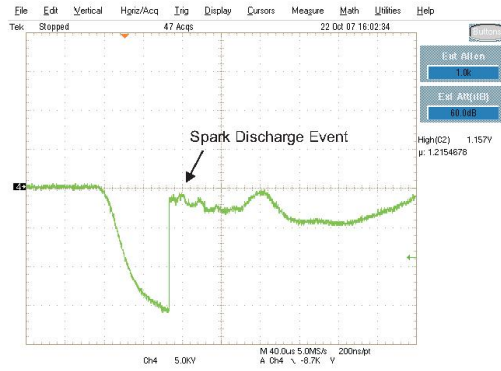 File Edit Vertical Horiz/Acq Trig Display Cursors Measure Math Utilities Help
Tek Stopped 47 Acqs 22 Oct 07 16:02:34
Buttons
Ext Atten
1.0k
Ext Att(dB)
60.0dB
High(C2) 1.157V
µ: 1.2154678
Spark Discharge Event
4
Ch4 5.0KV
M 40.0us 5.0MS/s 200ns/pt
A Ch4 \ -8.7K V